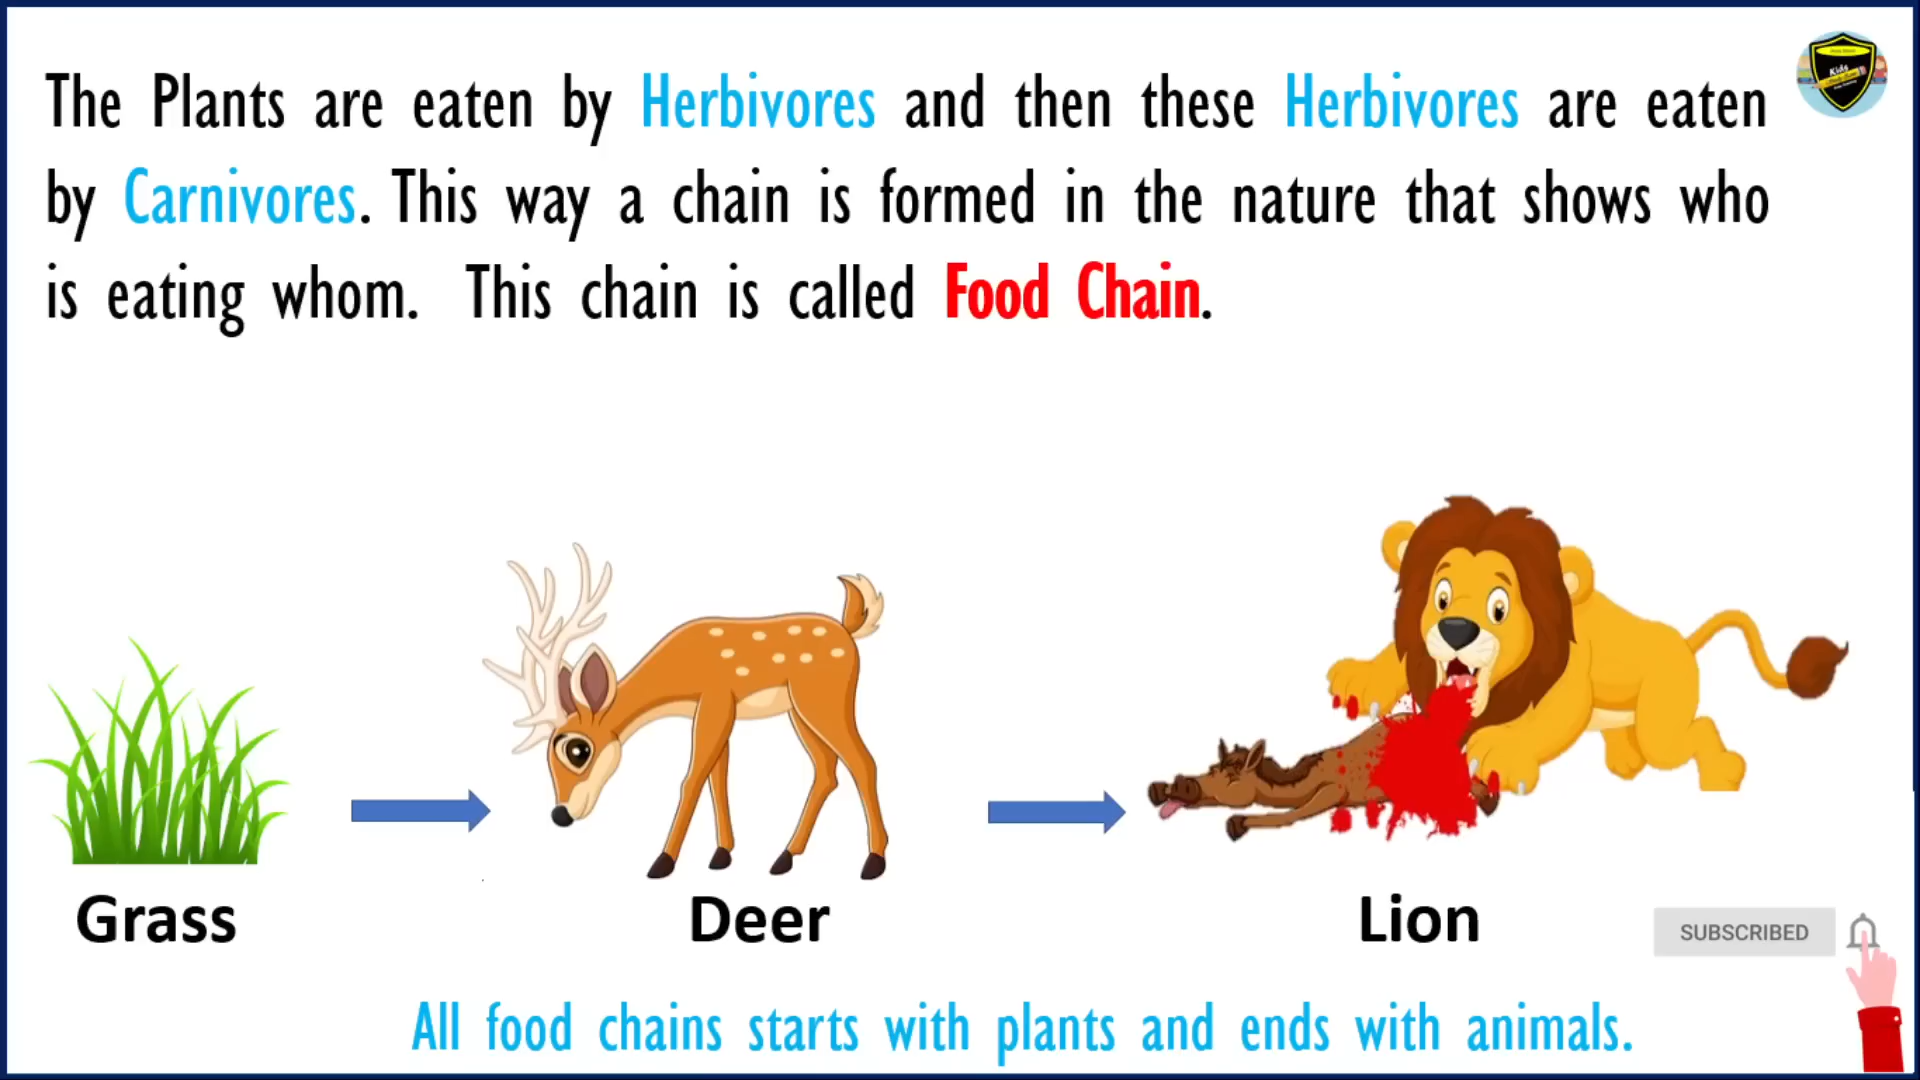 The Plants are eaten by Herbivores and then these Herbivores are eaten
by Carnivores. This way a chain is formed in the nature that shows who
is eating whom. This chain is called Food Chain.
Kids
Grass
Deer
Lion
SUBSCRIBED
All food chains starts with plants and ends with animals.